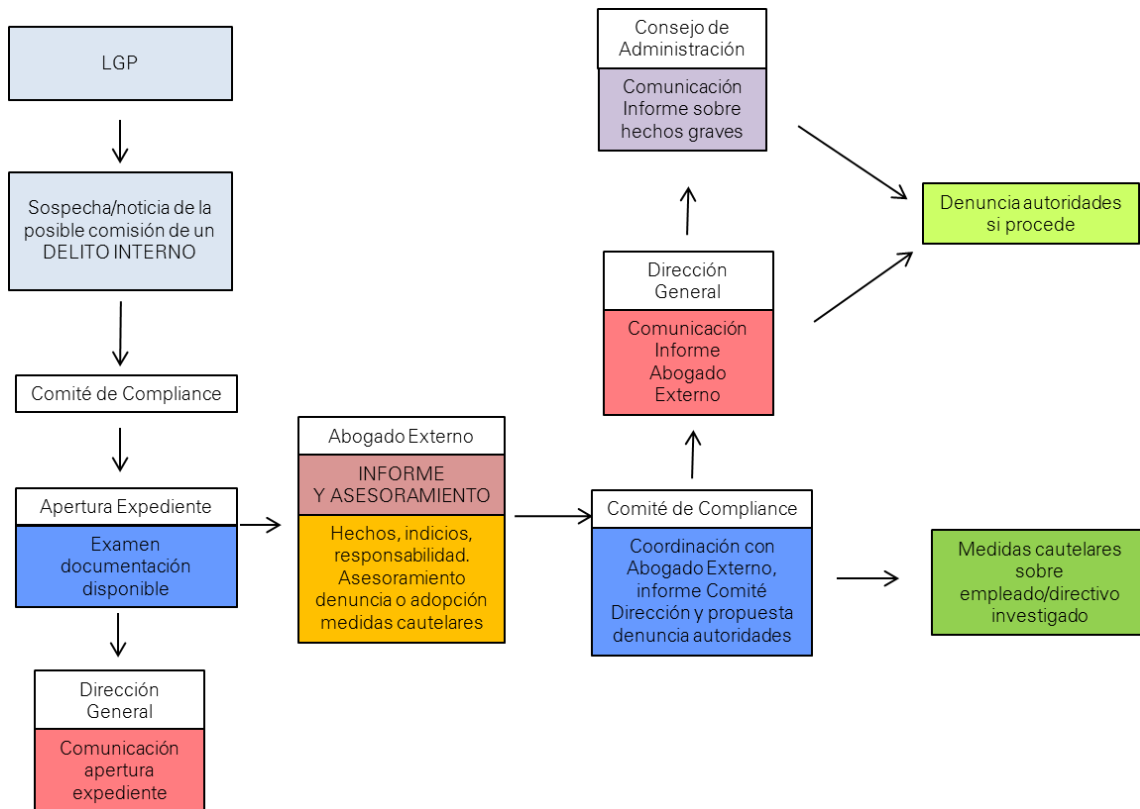 LGP
Sospecha/noticia de la
posible comisión de un
DELITO INTERNO
Comité de Compliance
Apertura Expediente
Examen
documentación
disponible
Dirección
General
Comunicación
apertura
expediente
Abogado Externo
INFORME
Y ASESORAMIENTO
Hechos, indicios,
responsabilidad.
Asesoramiento
denuncia o adopción
medidas cautelares
Comité de Compliance
Coordinación con
Abogado Externo,
informe Comité
Dirección y propuesta
denuncia autoridades
Dirección
General
Comunicación
Informe
Abogado
Externo
Consejo de
Administración
Comunicación
Informe sobre
hechos graves
Denuncia autoridades
si procede
Medidas cautelares
sobre
empleado/directivo
investigado